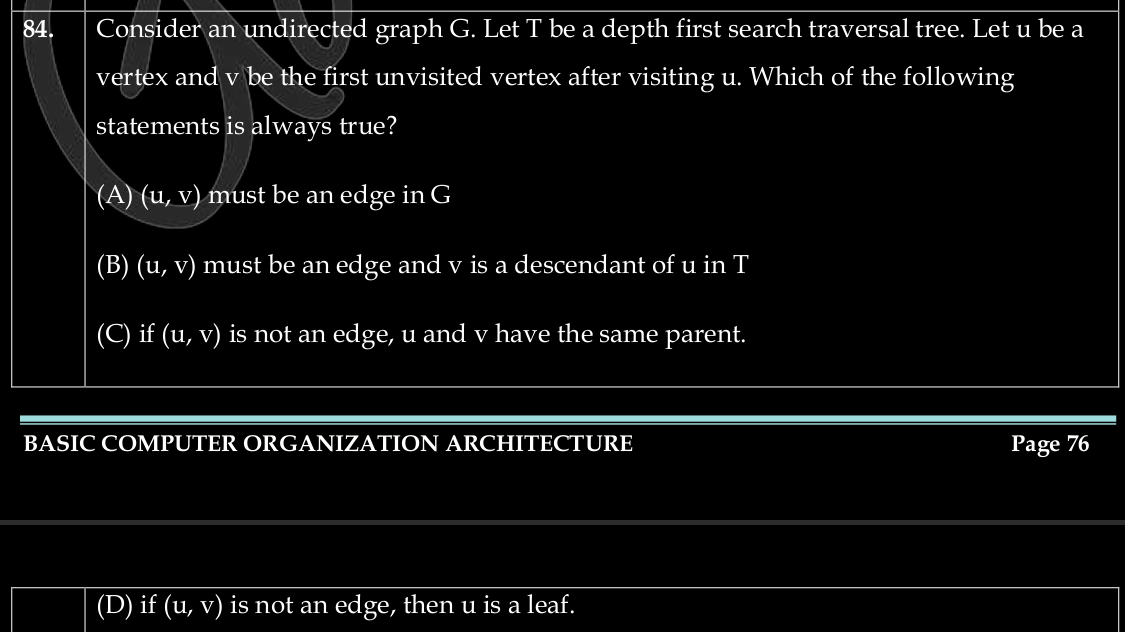 84.
Consider an undirected graph G. Let T be a depth first search traversal tree. Let u be a
vertex and v be the first unvisited vertex after visiting u. Which of the following
statements is always true?
(A) (u, v) must be an edge in G
(B) (u, v) must be an edge and v is a descendant of u in T
(C) if (u, v) is not an edge, u and v have the same parent.
BASIC COMPUTER ORGANIZATION ARCHITECTURE Page 76
(D) if (u, v) is not an edge, then u is a leaf.